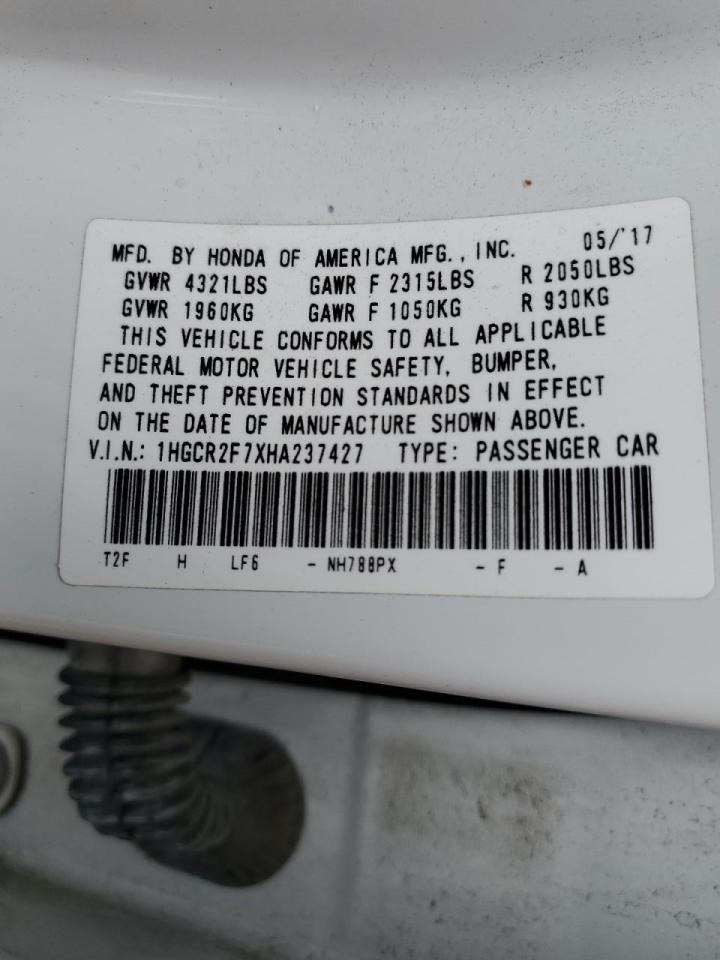 MFD. BY HONDA OF AMERICA MFG., INC. 05/'17
GVWR 4321LBS GAWR F 2315LBS R 2050LBS
GVWR 1960KG GAWR F 1050KG R 930KG
THIS VEHICLE CONFORMS TO ALL APPLICABLE
FEDERAL MOTOR VEHICLE SAFETY, BUMPER,
AND THEFT PREVENTION STANDARDS IN EFFECT
ON THE DATE OF MANUFACTURE SHOWN ABOVE.
V.I.N.: 1HGCR2F7XHA237427 TYPE: PASSENGER CAR
T2F H LF6 - NH788PX - F - A